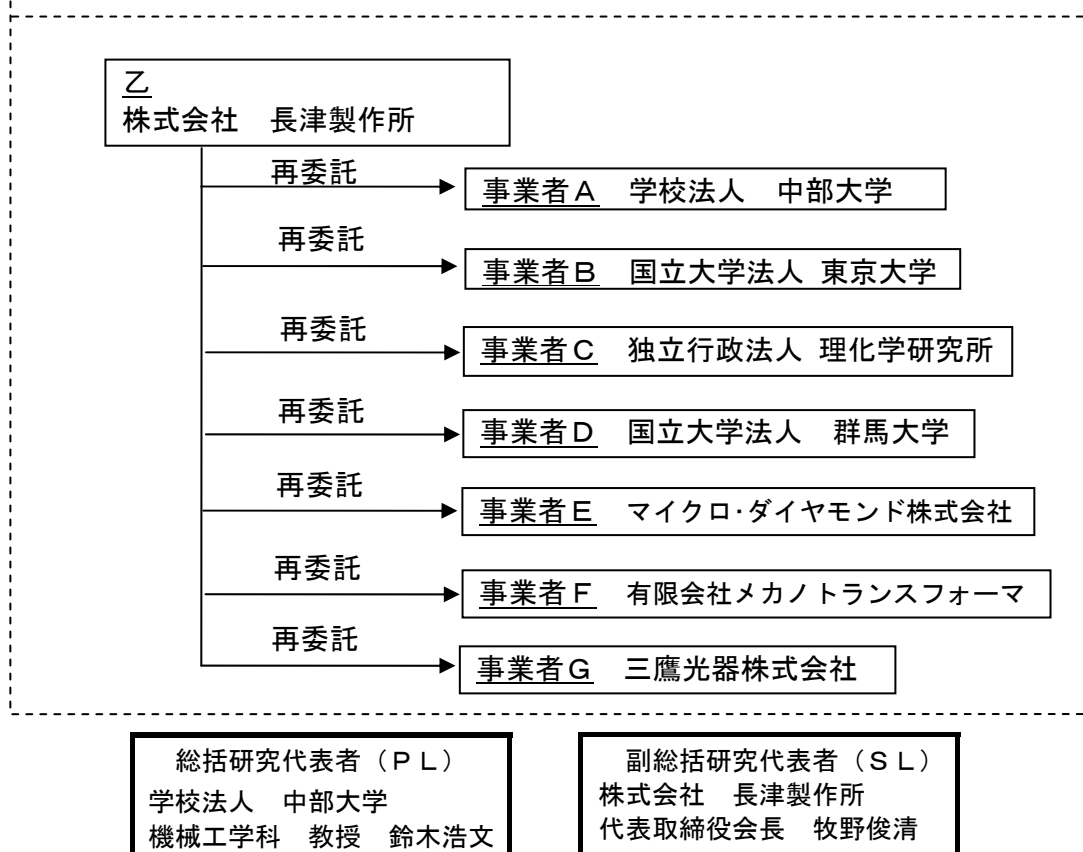 乙
株式会社　長津製作所
再委託
事業者Ａ　学校法人　中部大学
再委託
事業者Ｂ　国立大学法人 東京大学
再委託
事業者Ｃ　独立行政法人 理化学研究所
再委託
事業者Ｄ　国立大学法人　群馬大学
再委託
事業者Ｅ　マイクロ･ダイヤモンド株式会社
再委託
事業者Ｆ　有限会社メカノトランスフォーマ
再委託
事業者Ｇ　三鷹光器株式会社
総括研究代表者（ＰＬ）
学校法人　中部大学
機械工学科　教授　鈴木浩文
副総括研究代表者（ＳＬ）
株式会社　長津製作所
代表取締役会長　牧野俊清